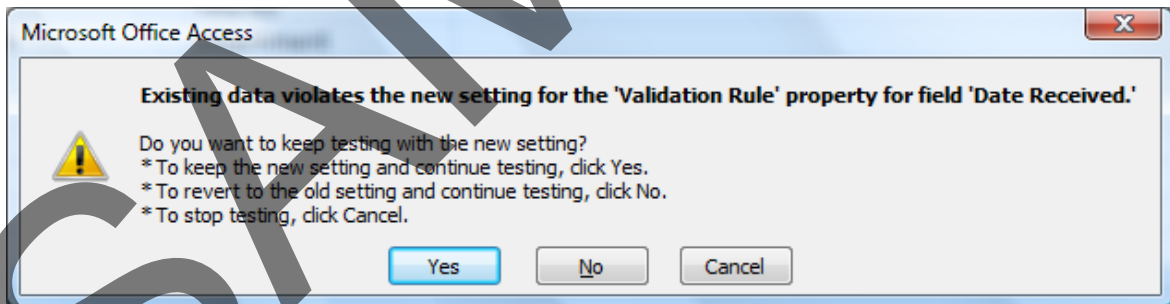 Microsoft Office Access
Existing data violates the new setting for the 'Validation Rule' property for field 'Date Received.'
Do you want to keep testing with the new setting?
* To keep the new setting and continue testing, click Yes.
* To revert to the old setting and continue testing, click No.
* To stop testing, click Cancel.
Yes No Cancel